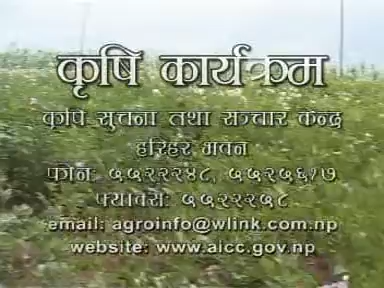 कृषि कार्यक्रम
कृषि सुचना तथा सञ्चार केन्द्र
हरिहर भवन
फोनः ५५२२२४८, ५५२५६१७
फ्याक्सः ५५२२२५८
email: agroinfo@wlink.com.np
website: www.aicc.gov.np